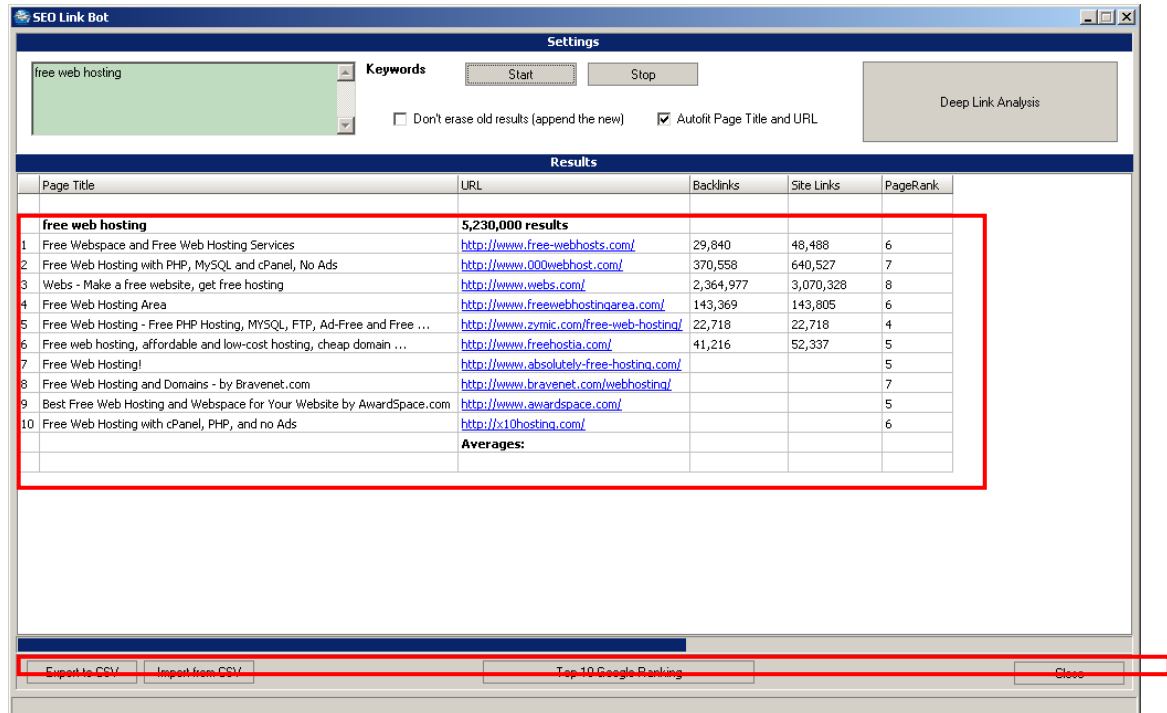 SEO Link Bot
Settings
free web hosting
Keywords
Start
Stop
Deep Link Analysis
Don't erase old results (append the new)
Autofit Page Title and URL
Results
Page Title URL Backlinks Site Links PageRank
free web hosting 5,230,000 results
1 Free Webspace and Free Web Hosting Services http://www.free-webhosts.com/ 29,840 48,488 6
2 Free Web Hosting with PHP, MySQL and cPanel, No Ads http://www.000webhost.com/ 370,558 640,527 7
3 Webs - Make a free website, get free hosting http://www.webs.com/ 2,364,977 3,070,328 8
4 Free Web Hosting Area http://www.freewebhostingarea.com/ 143,369 143,805 6
5 Free Web Hosting - Free PHP Hosting, MYSQL, FTP, Ad-Free and Free ... http://www.zymic.com/free-web-hosting/ 22,718 22,718 4
6 Free web hosting, affordable and low-cost hosting, cheap domain ... http://www.freehostia.com/ 41,216 52,337 5
7 Free Web Hosting! http://www.absolutely-free-hosting.com/ 5
8 Free Web Hosting and Domains - by Bravenet.com http://www.bravenet.com/webhosting/ 7
9 Best Free Web Hosting and Webspace for Your Website by AwardSpace.com http://www.awardspace.com/ 5
10 Free Web Hosting with cPanel, PHP, and no Ads http://x10hosting.com/ 6
Averages:
Export to CSV Import from CSV Top 10 Google Ranking Close